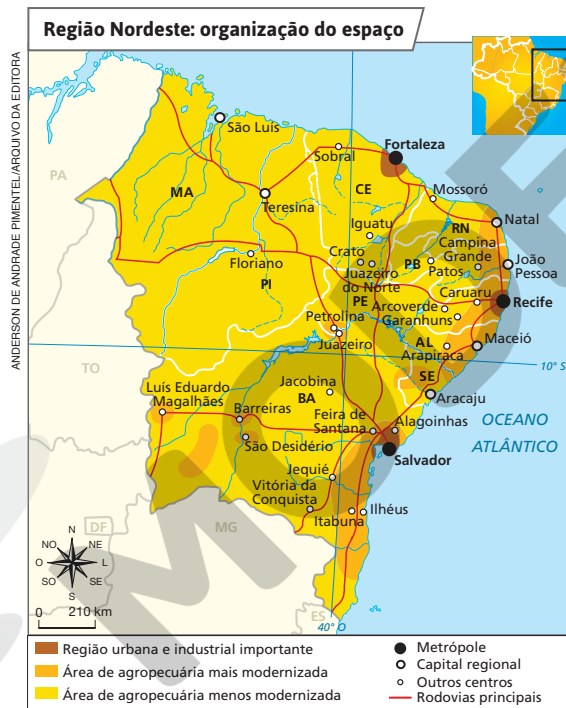 Região Nordeste: organização do espaço
ANDERSON DE ANDRADE PIMENTEL/ARQUIVO DA EDITORA
PA
São Luís
Fortaleza
Sobral
MA
CE
Mossoró
Teresina
Natal
Iguatu
RN
Campina
Grande
Crato
João
Pessoa
Floriano
PB
Patos
Juazeiro
do Norte
PI
Caruaru
PE
Arcoverde
Recife
Garanhuns
Petrolina
Juazeiro
AL
Maceió
Arapiraca
TO
10° S
SE
Jacobina
Luís Eduardo
Magalhães
BA
Aracaju
Barreiras
Feira de
Santana
Alagoinhas
OCEANO
ATLÂNTICO
São Desidério
Salvador
Jequié
Vitória da
Conquista
Ilhéus
Itabuna
DF
MG
N
NO
NE
O
L
SO
SE
S
0 210 km
ES
40° O
Região urbana e industrial importante
Área de agropecuária mais modernizada
Área de agropecuária menos modernizada
Metrópole
Capital regional
Outros centros
Rodovias principais